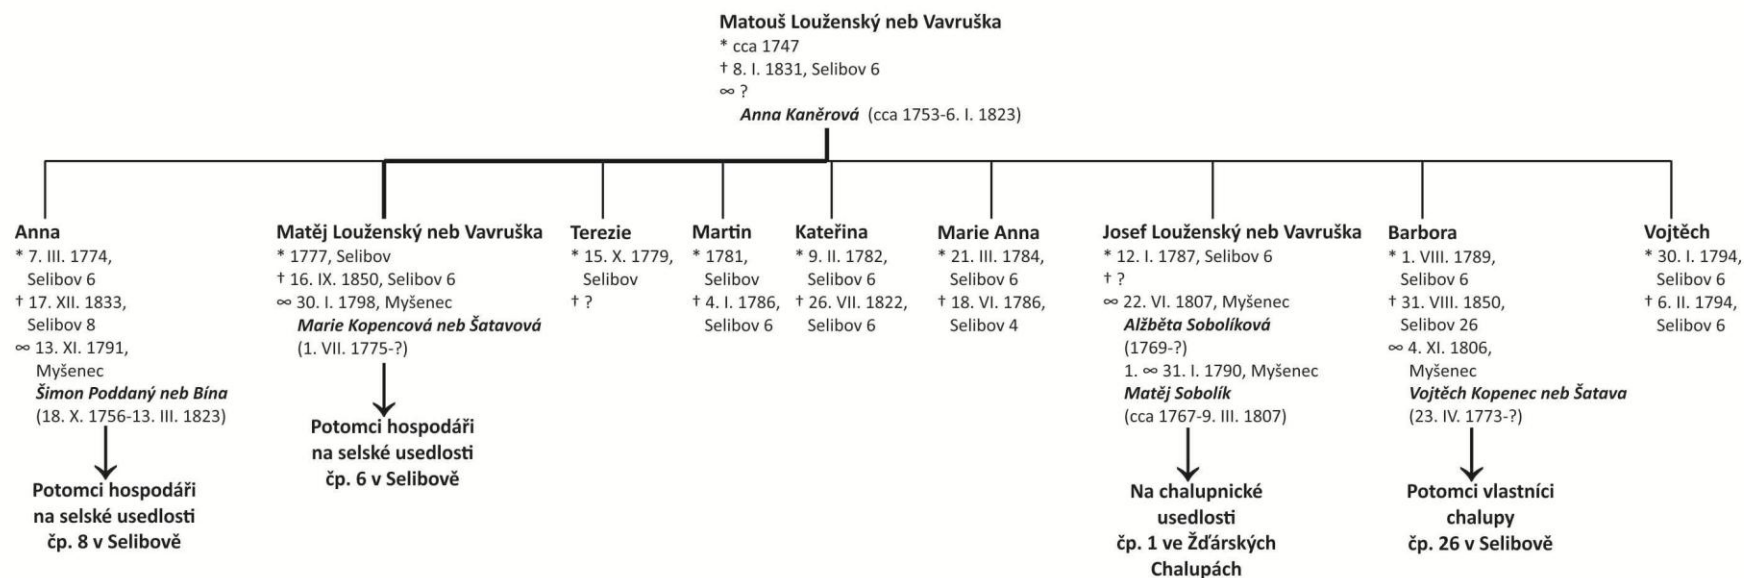 Matouš Louženský neb Vavruška
* cca 1747
† 8. I. 1831, Selibov 6
∞ ?
Anna Kaněrová (cca 1753-6. I. 1823)
Anna
* 7. III. 1774,
Selibov 6
† 17. XII. 1833,
Selibov 8
∞ 13. XI. 1791,
Myšenec
Šimon Poddaný neb Bína
(18. X. 1756-13. III. 1823)
Potomci hospodáři
na selské usedlosti
čp. 8 v Selibově
Matěj Louženský neb Vavruška
* 1777, Selibov
† 16. IX. 1850, Selibov 6
∞ 30. I. 1798, Myšenec
Marie Kopencová neb Šatavová
(1. VII. 1775-?)
Potomci hospodáři
na selské usedlosti
čp. 6 v Selibově
Terezie
* 15. X. 1779,
Selibov
† ?
Martin
* 1781,
Selibov
† 4. I. 1786,
Selibov 6
Kateřina
* 9. II. 1782,
Selibov 6
† 26. VII. 1822,
Selibov 6
Marie Anna
* 21. III. 1784,
Selibov 6
† 18. VI. 1786,
Selibov 4
Josef Louženský neb Vavruška
* 12. I. 1787, Selibov 6
† ?
∞ 22. VI. 1807, Myšenec
Alžběta Sobolíková
(1769-?)
1. ∞ 31. I. 1790, Myšenec
Matěj Sobolík
(cca 1767-9. III. 1807)
Na chalupnické
usedlosti
čp. 1 ve Žďárských
Chalupách
Barbora
* 1. VIII. 1789,
Selibov 6
† 31. VIII. 1850,
Selibov 26
∞ 4. XI. 1806,
Myšenec
Vojtěch Kopenec neb Šatava
(23. IV. 1773-?)
Potomci vlastníci
chalupy
čp. 26 v Selibově
Vojtěch
* 30. I. 1794,
Selibov 6
† 6. II. 1794,
Selibov 6